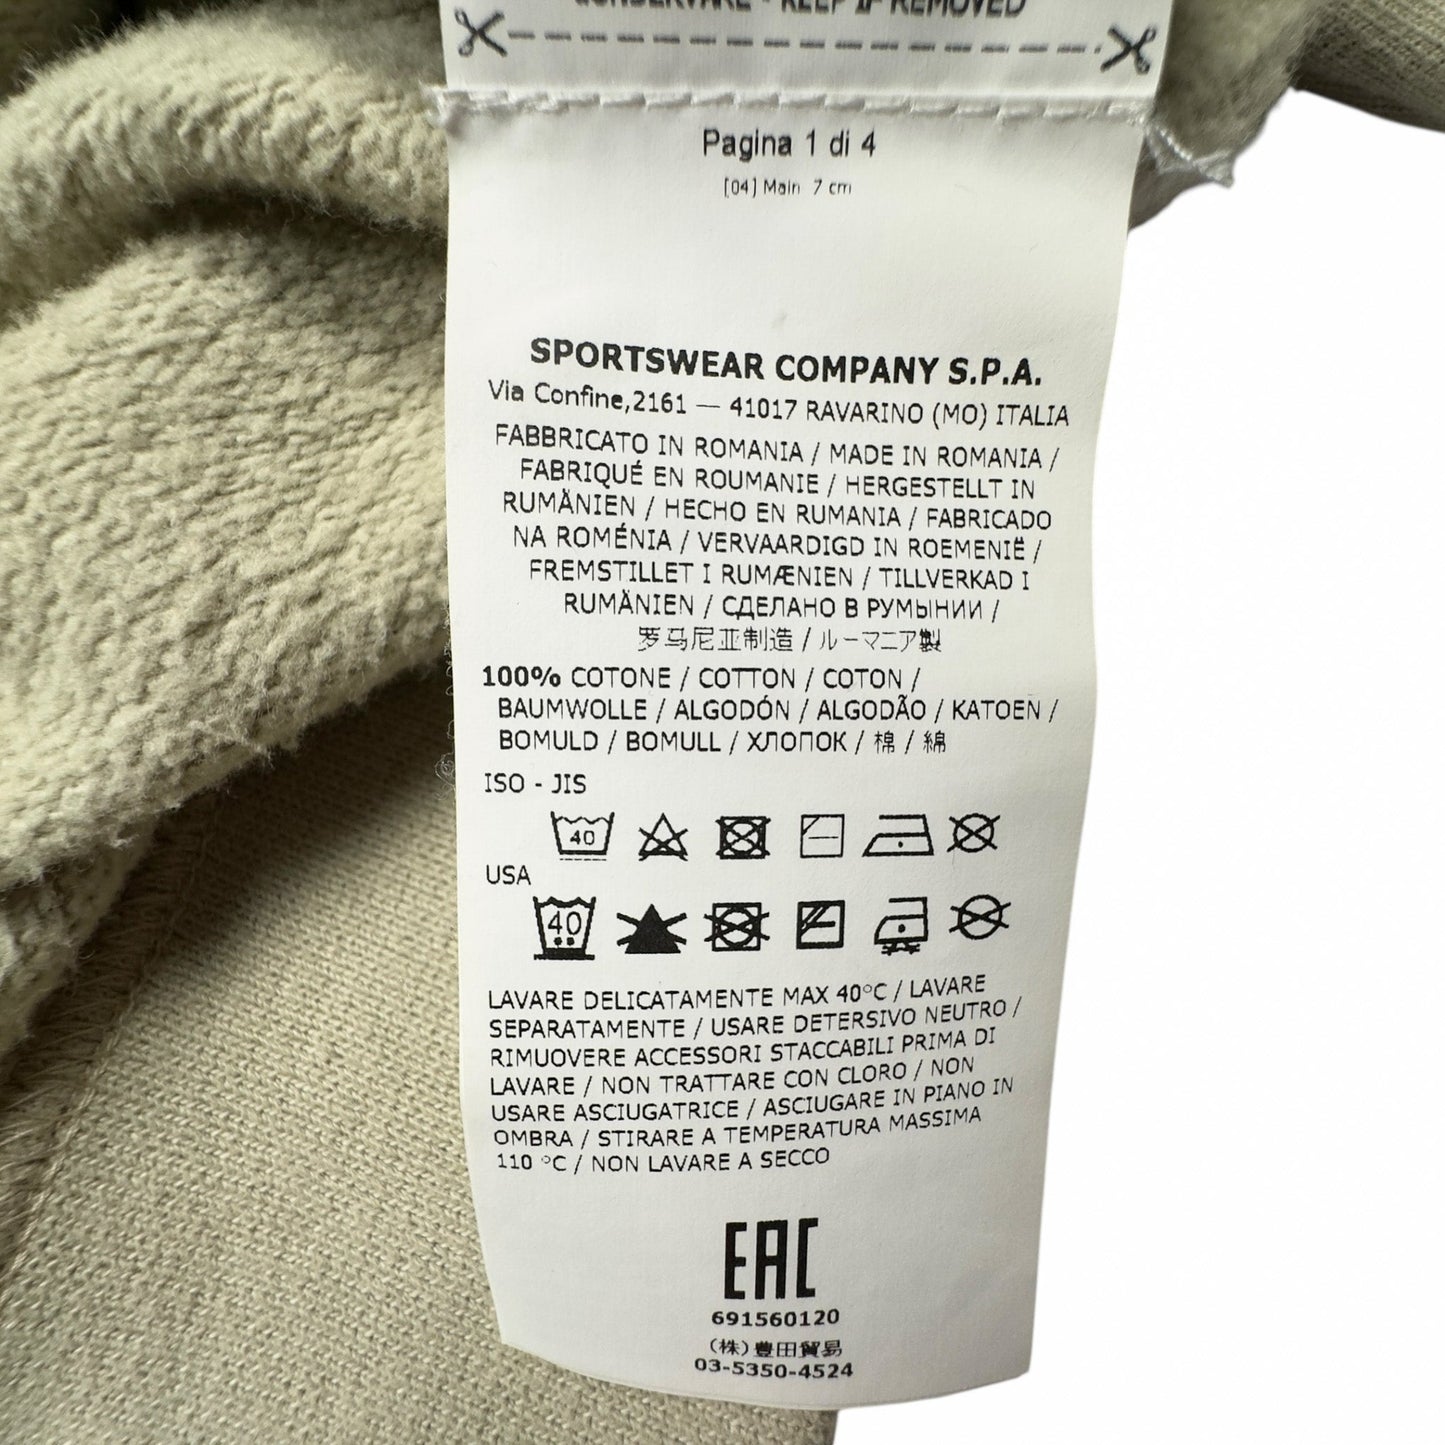 CONSERVARE - KEEP IF REMOVED
Pagina 1 di 4
[04] Main 7 cm
SPORTSWEAR COMPANY S.P.A.
Via Confine,2161 — 41017 RAVARINO (MO) ITALIA
FABBRICATO IN ROMANIA / MADE IN ROMANIA /
FABRIQUÉ EN ROUMANIE / HERGESTELLT IN
RUMÄNIEN / HECHO EN RUMANIA / FABRICADO
NA ROMÉNIA / VERVAARDIGD IN ROEMENIË /
FREMSTILLET I RUMÆNIEN / TILLVERKAD I
RUMÄNIEN / СДЕЛАНО В РУМЫНИИ /
罗马尼亚制造 / ルーマニア製
100% COTONE / COTTON / COTON /
BAUMWOLLE / ALGODÓN / ALGODÃO / KATOEN /
BOMULD / BOMULL / ХЛОПОК / 棉 / 綿
ISO - JIS
40
USA
40
LAVARE DELICATAMENTE MAX 40°C / LAVARE
SEPARATAMENTE / USARE DETERSIVO NEUTRO /
RIMUOVERE ACCESSORI STACCABILI PRIMA DI
LAVARE / NON TRATTARE CON CLORO / NON
USARE ASCIUGATRICE / ASCIUGARE IN PIANO IN
OMBRA / STIRARE A TEMPERATURA MASSIMA
110 °C / NON LAVARE A SECCO
EAC
691560120
(株)豊田貿易
03-5350-4524